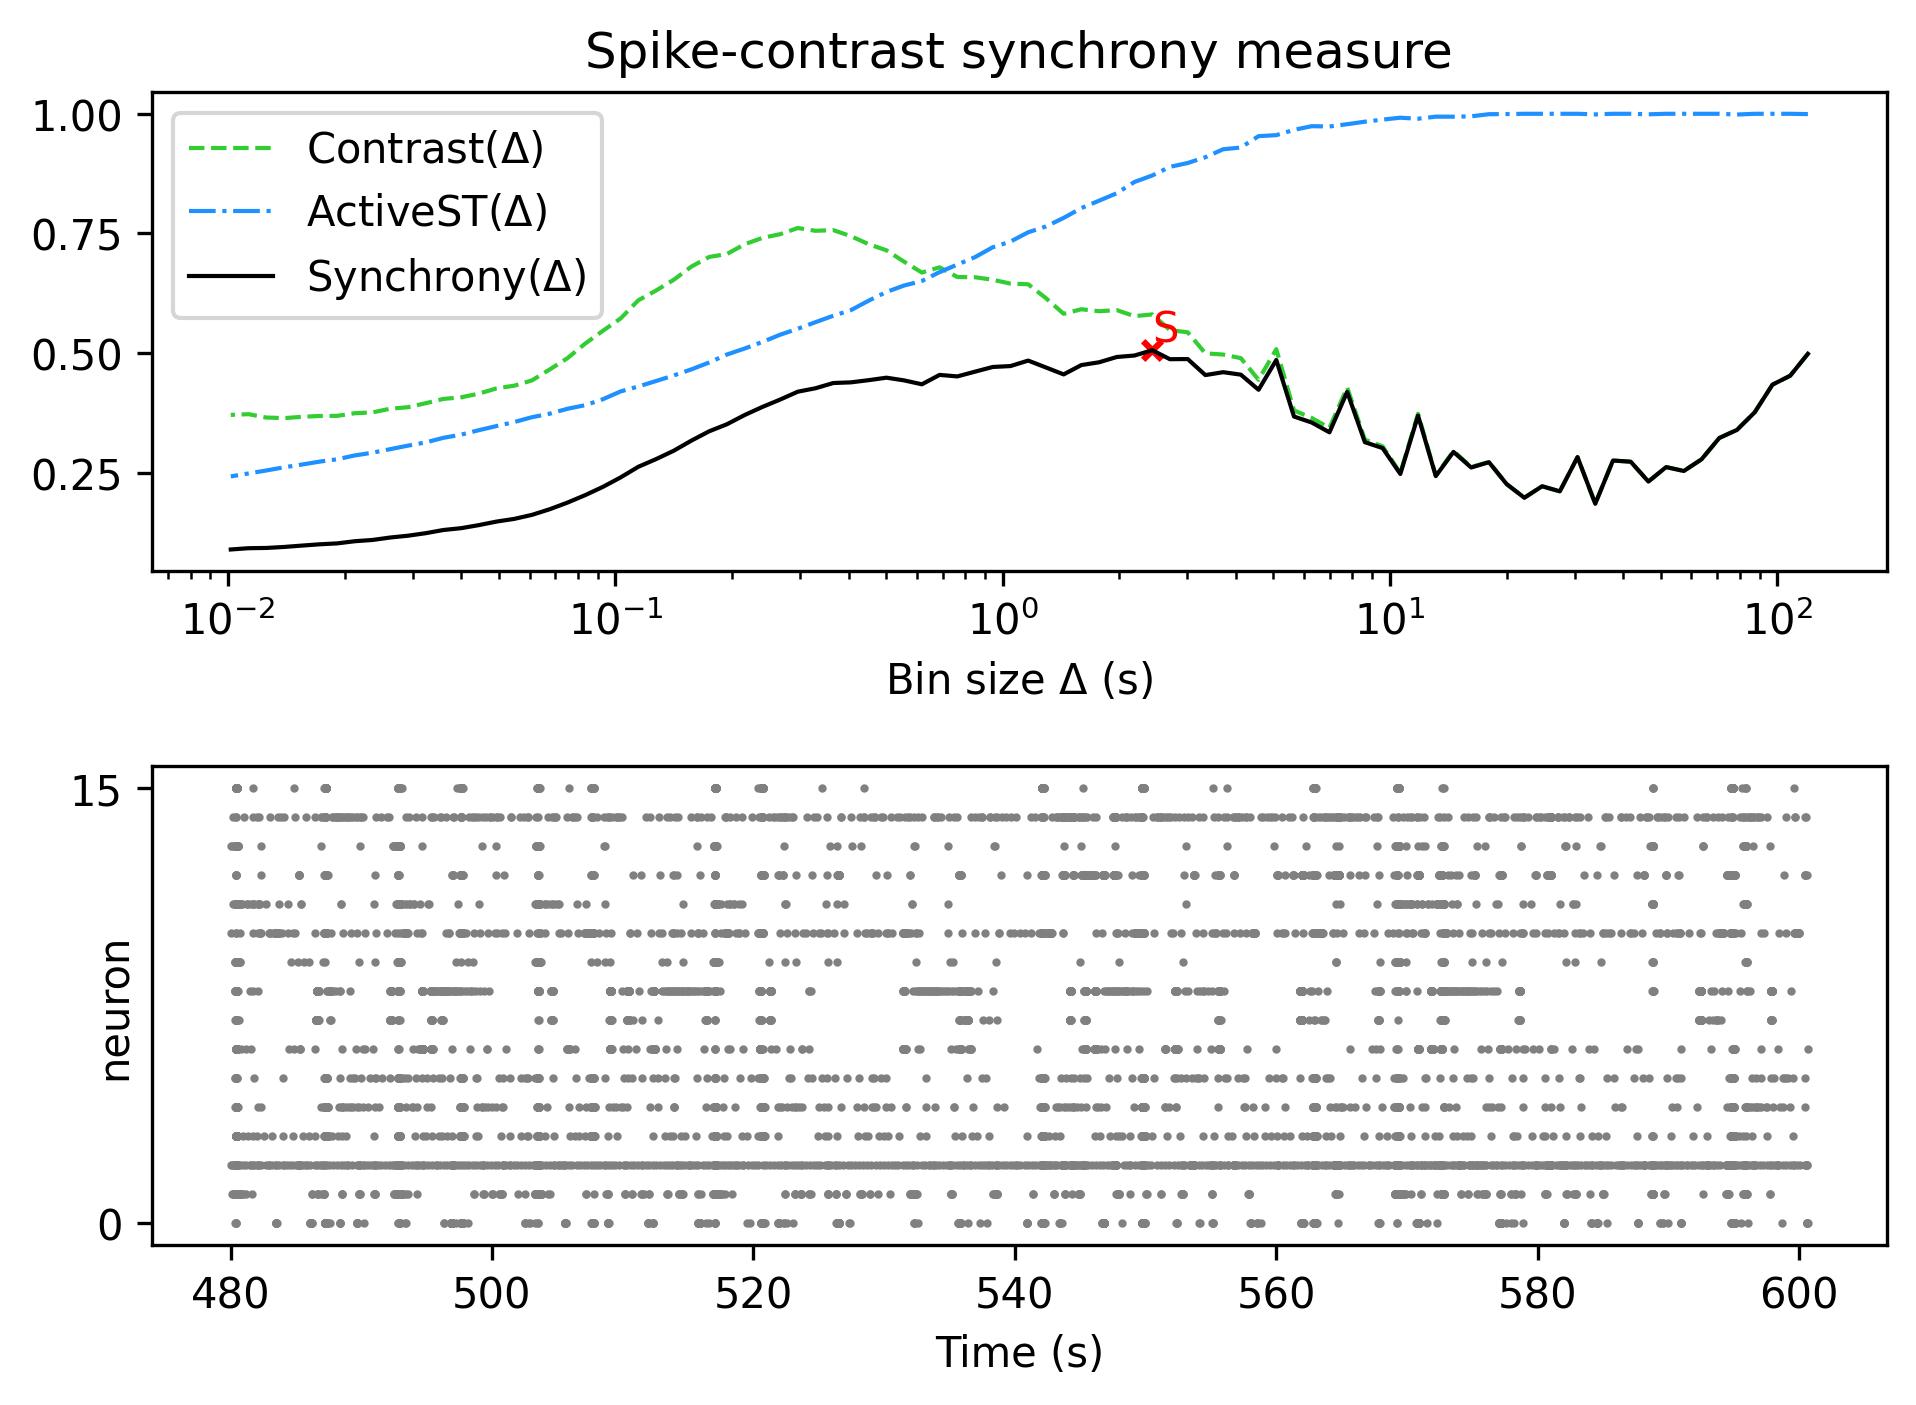 Spike-contrast synchrony measure
1.00
0.75
0.50
0.25
Contrast(Δ)
ActiveST(Δ)
Synchrony(Δ)
S
10⁻² 10⁻¹ 10⁰ 10¹ 10²
Bin size Δ (s)
15
0
neuron
480 500 520 540 560 580 600
Time (s)